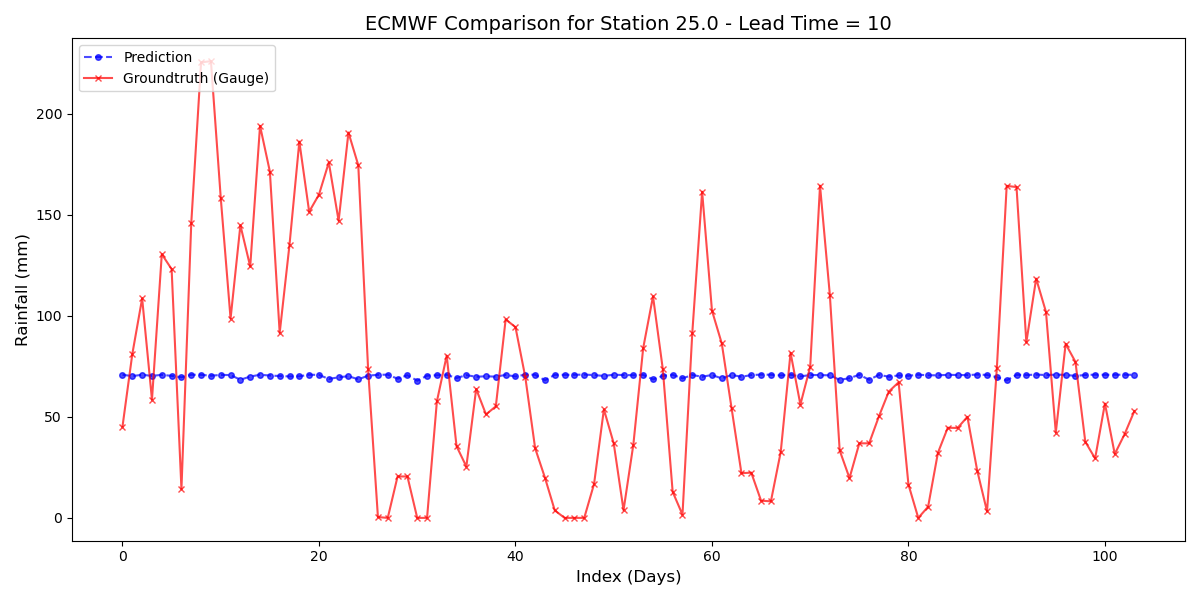 ECMWF Comparison for Station 25.0 - Lead Time = 10
Prediction
Groundtruth (Gauge)
Rainfall (mm)
200
150
100
50
0
0 20 40 60 80 100
Index (Days)